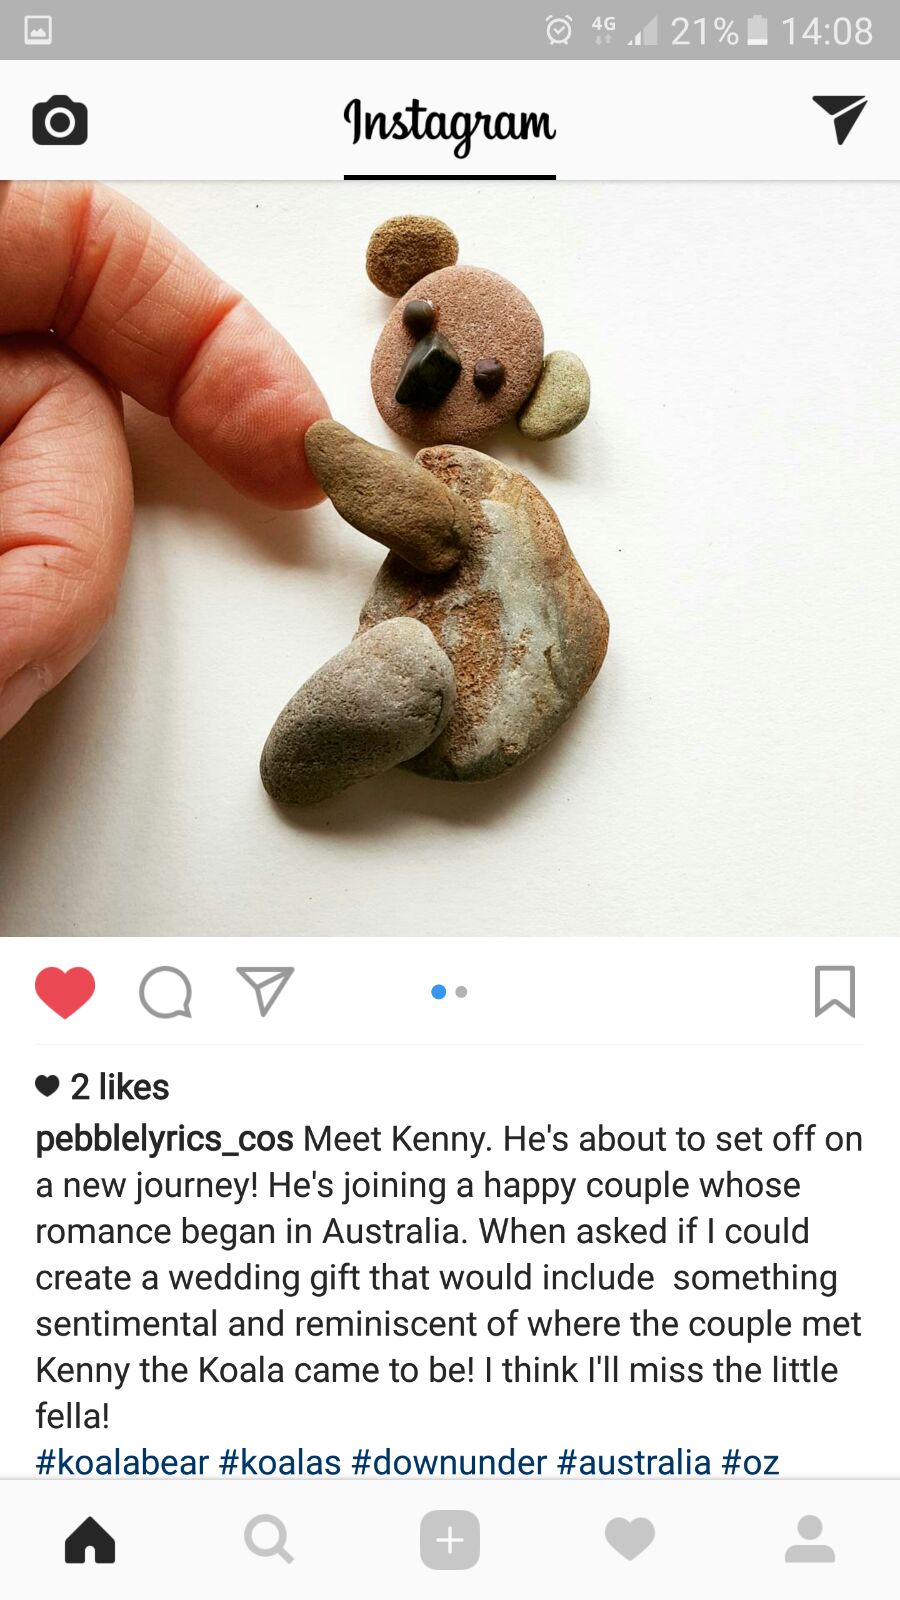 4G 21% 14:08
Instagram
2 likes
pebblelyrics_cos Meet Kenny. He's about to set off on
a new journey! He's joining a happy couple whose
romance began in Australia. When asked if I could
create a wedding gift that would include  something
sentimental and reminiscent of where the couple met
Kenny the Koala came to be! I think I'll miss the little
fella!
#koalabear #koalas #downunder #australia #oz